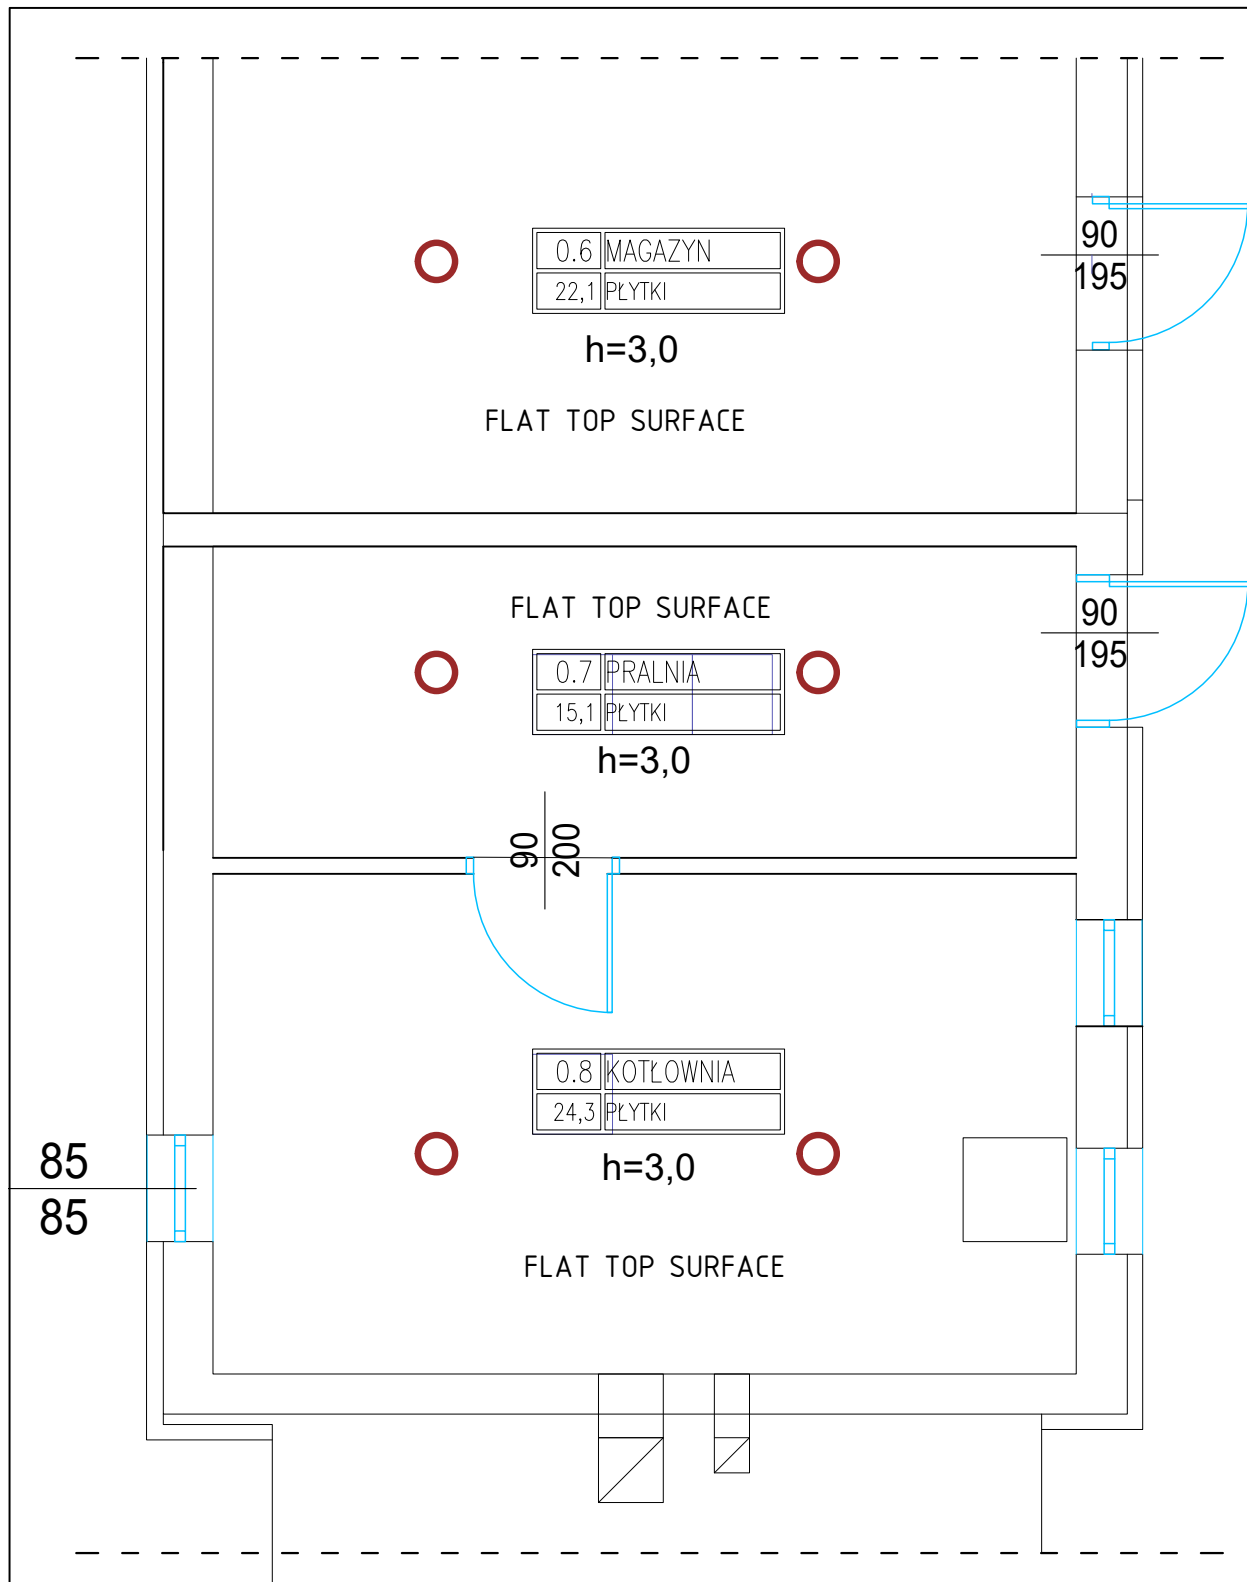 90
195
0.6 MAGAZYN
22,1 PŁYTKI
h=3,0
FLAT TOP SURFACE
FLAT TOP SURFACE
90
195
0.7 PRALNIA
15,1 PŁYTKI
h=3,0
90
200
0.8 KOTŁOWNIA
24,3 PŁYTKI
h=3,0
85
85
FLAT TOP SURFACE